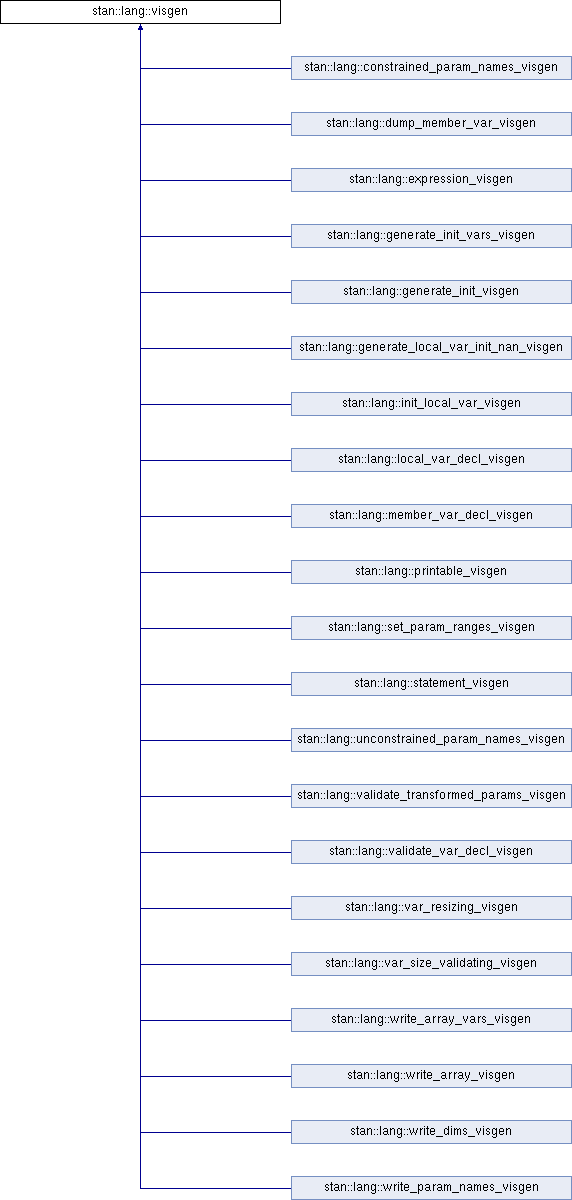 stan::lang::visgen
stan::lang::constrained_param_names_visgen
stan::lang::dump_member_var_visgen
stan::lang::expression_visgen
stan::lang::generate_init_vars_visgen
stan::lang::generate_init_visgen
stan::lang::generate_local_var_init_nan_visgen
stan::lang::init_local_var_visgen
stan::lang::local_var_decl_visgen
stan::lang::member_var_decl_visgen
stan::lang::printable_visgen
stan::lang::set_param_ranges_visgen
stan::lang::statement_visgen
stan::lang::unconstrained_param_names_visgen
stan::lang::validate_transformed_params_visgen
stan::lang::validate_var_decl_visgen
stan::lang::var_resizing_visgen
stan::lang::var_size_validating_visgen
stan::lang::write_array_vars_visgen
stan::lang::write_array_visgen
stan::lang::write_dims_visgen
stan::lang::write_param_names_visgen